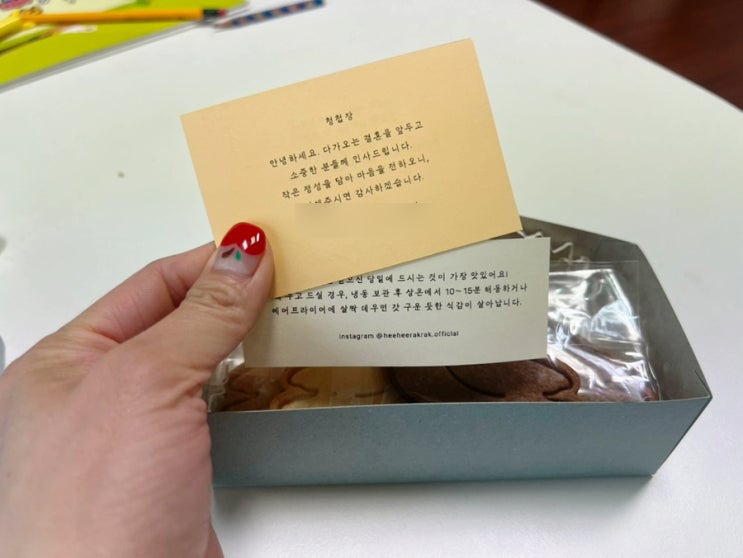 청첩장
안녕하세요. 다가오는 결혼을 앞두고
소중한 분들께 인사드립니다.
작은 정성을 담아 마음을 전하오니,
감사하겠습니다.
당일에 드시는 것이 가장 맛있어요!
두고 드실 경우, 냉동 보관 후 상온에서 10~15분 해동하거나
에어프라이어에 살짝 데우면 갓 구운 듯한 식감이 살아납니다.
instagram @heeheerakrak.official